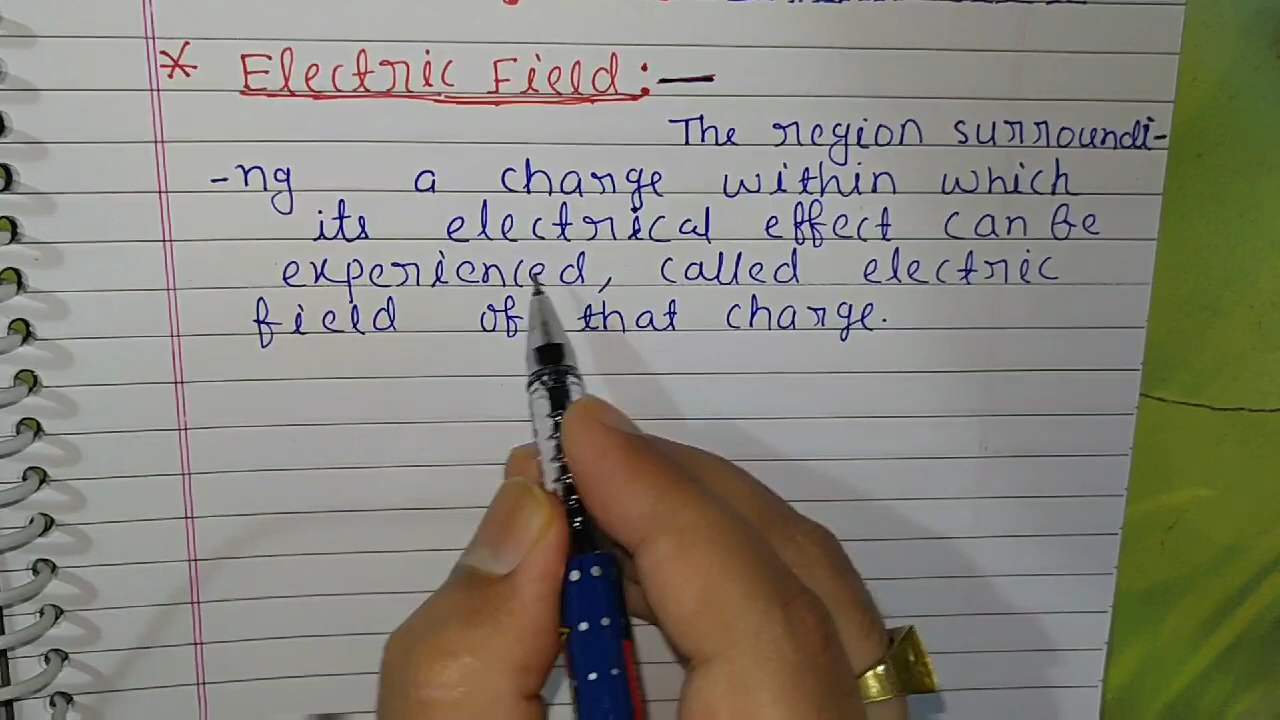 * Electric Field :—
The region surroundi-
-ng a charge within which
its electrical effect can be
experienced, called electric
field of that charge.